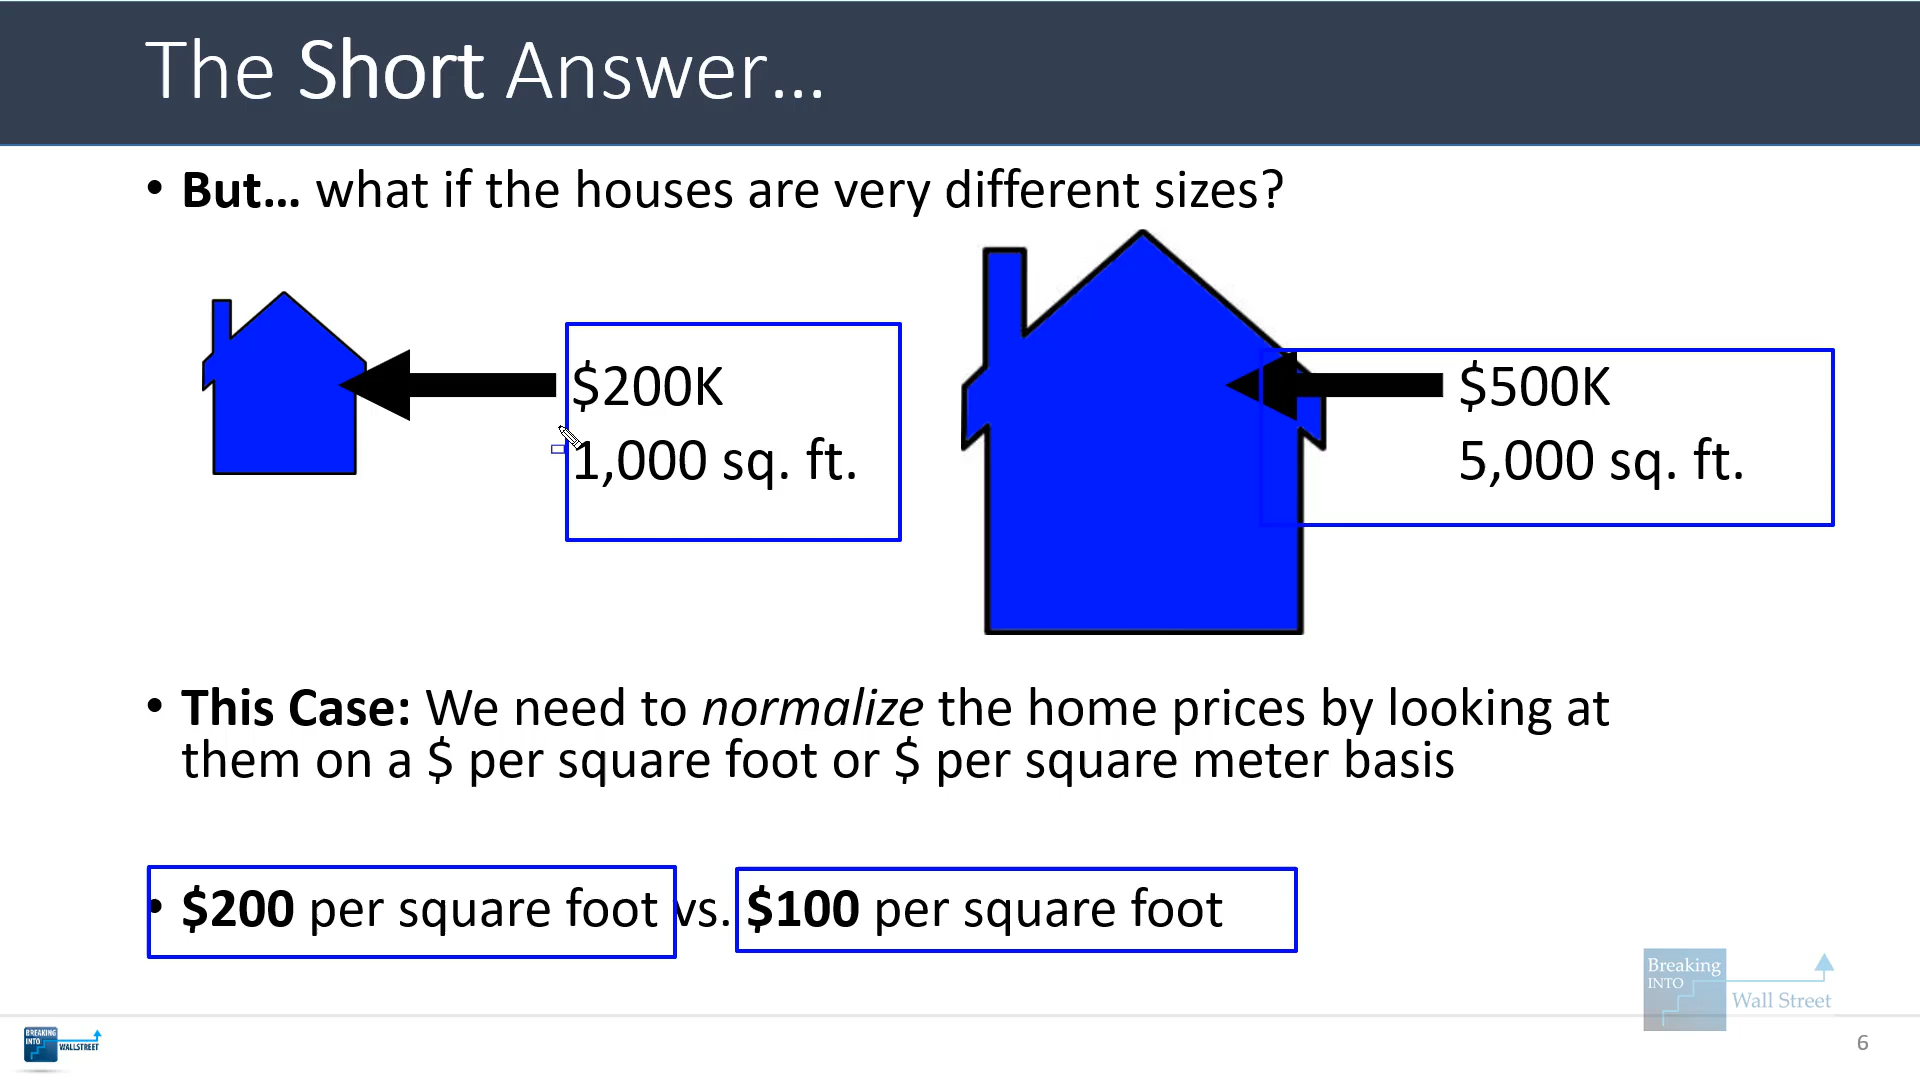 The Short Answer...
• But... what if the houses are very different sizes?
$200K
1,000 sq. ft.
$500K
5,000 sq. ft.
• This Case: We need to normalize the home prices by looking at
them on a $ per square foot or $ per square meter basis
• $200 per square foot vs. $100 per square foot
Breaking
INTO
Wall Street
BREAKING
INTO
WALLSTREET
6